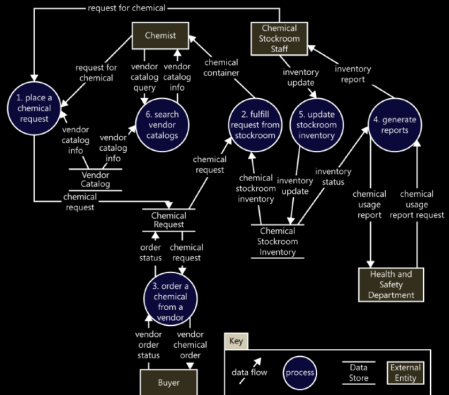 request for chemical
Chemist
Chemical
Stockroom
Staff
request for
chemical
vendor
catalog
query
vendor
catalog
info
chemical
container
inventory
update
inventory
report
1. place a
chemical
request
6. search
vendor
catalogs
2. fulfill
request from
stockroom
5. update
stockroom
inventory
4. generate
reports
vendor
catalog
info
vendor
catalog
info
Vendor
Catalog
chemical
request
chemical
request
chemical
stockroom
inventory
inventory
update
inventory
status
chemical
usage
report
chemical
usage
report request
Chemical
Request
Chemical
Stockroom
Inventory
order
status
chemical
request
Health and
Safety
Department
3. order a
chemical
from a
vendor
vendor
order
status
vendor
chemical
order
Buyer
Key
data flow
process
Data
Store
External
Entity